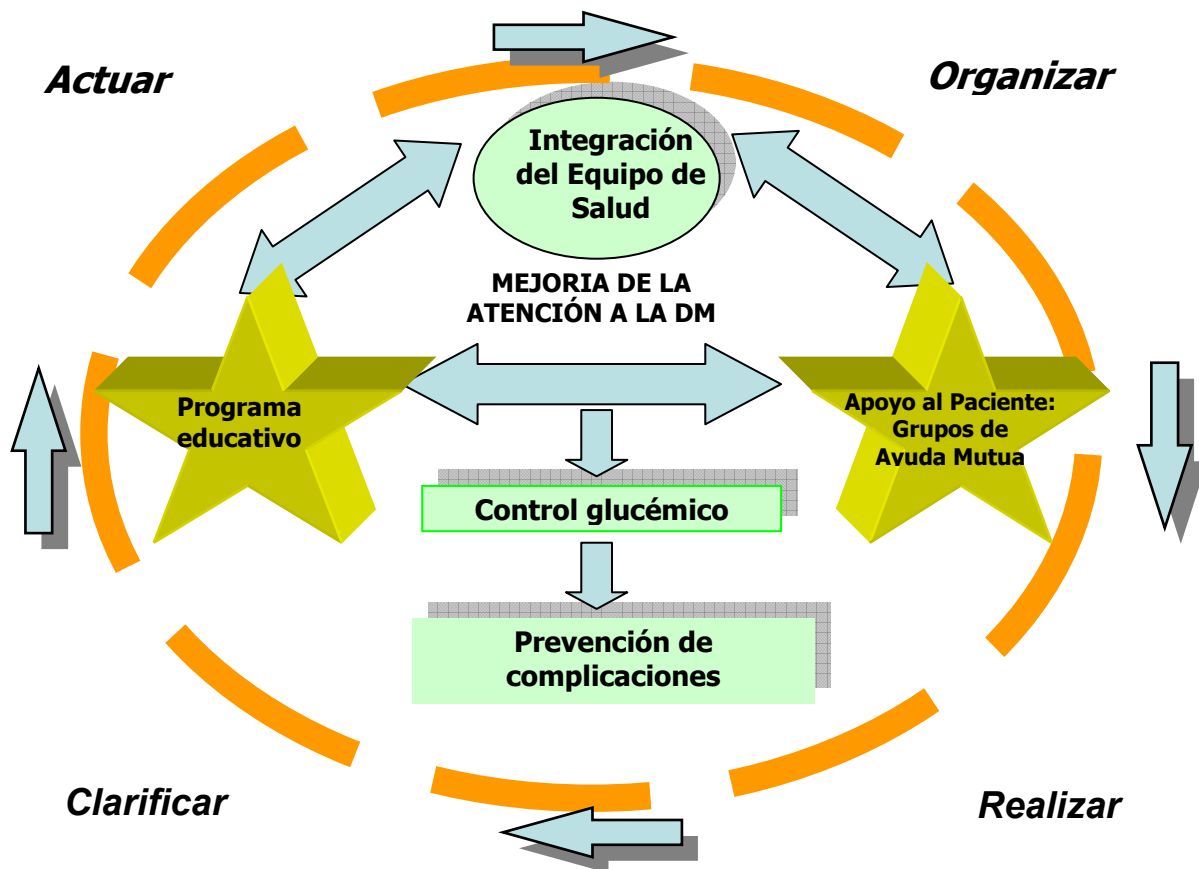 Actuar
Organizar
Integración
del Equipo de
Salud
MEJORIA DE LA
ATENCIÓN A LA DM
Programa
educativo
Apoyo al Paciente:
Grupos de
Ayuda Mutua
Control glucémico
Prevención de
complicaciones
Clarificar
Realizar